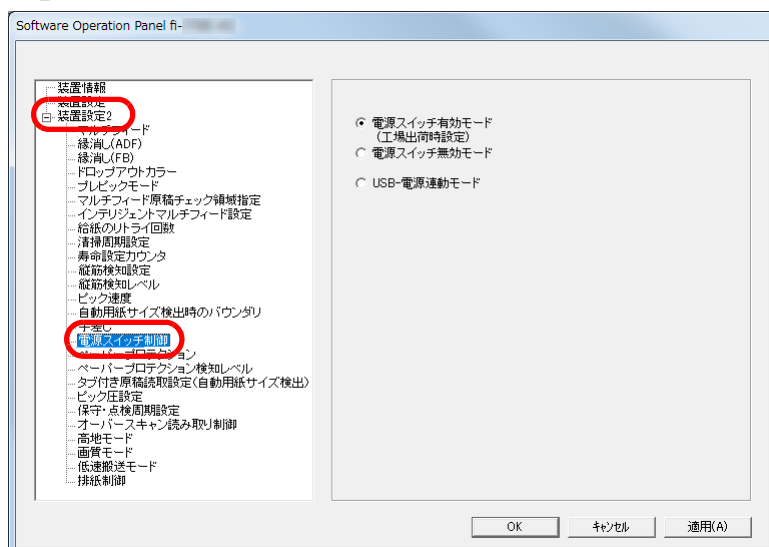 Software Operation Panel fi-
装置情報
装置設定
装置設定2
マルチフィード
縁消し(ADF)
縁消し(FB)
ドロップアウトカラー
プレピックモード
マルチフィード原稿チェック領域指定
インテリジェントマルチフィード設定
給紙のリトライ回数
清掃周期設定
寿命設定カウンタ
縦筋検知設定
縦筋検知レベル
ピック速度
自動用紙サイズ検出時のバウンダリ
手差し
電源スイッチ制御
ペーパープロテクション
ペーパープロテクション検知レベル
タブ付き原稿読取設定(自動用紙サイズ検出)
ピック圧設定
保守・点検周期設定
オーバースキャン読み取り制御
高地モード
画質モード
低速搬送モード
排紙制御
電源スイッチ有効モード
(工場出荷時設定)
電源スイッチ無効モード
USB-電源連動モード
OK
キャンセル
適用(A)